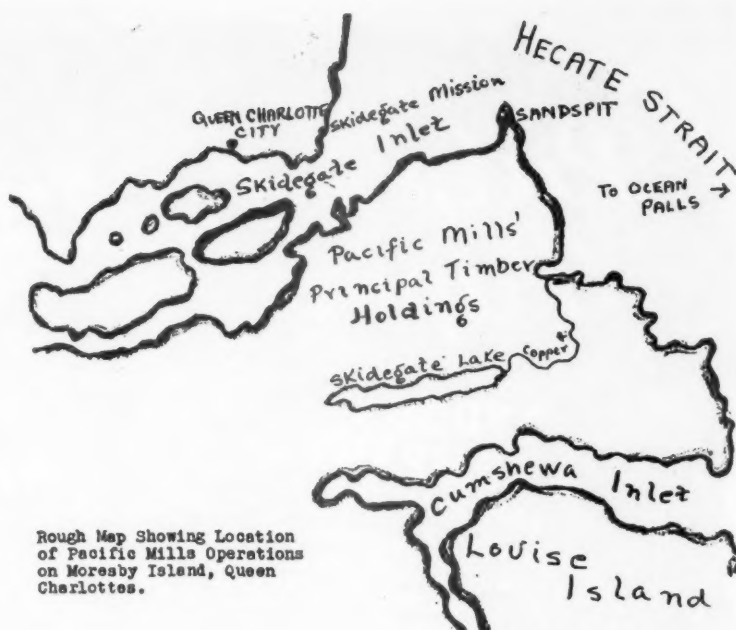 HECATE STRAIT
QUEEN CHARLOTTE
CITY
Skidegate Mission
SANDSPIT
Skidegate Inlet
TO OCEAN
FALLS →
Pacific Mills'
Principal Timber
Holdings
Skidegate Lake
Copper R
Cumshewa Inlet
Louise
Island
Rough Map Showing Location
of Pacific Mills Operations
on Moresby Island, Queen
Charlottes.